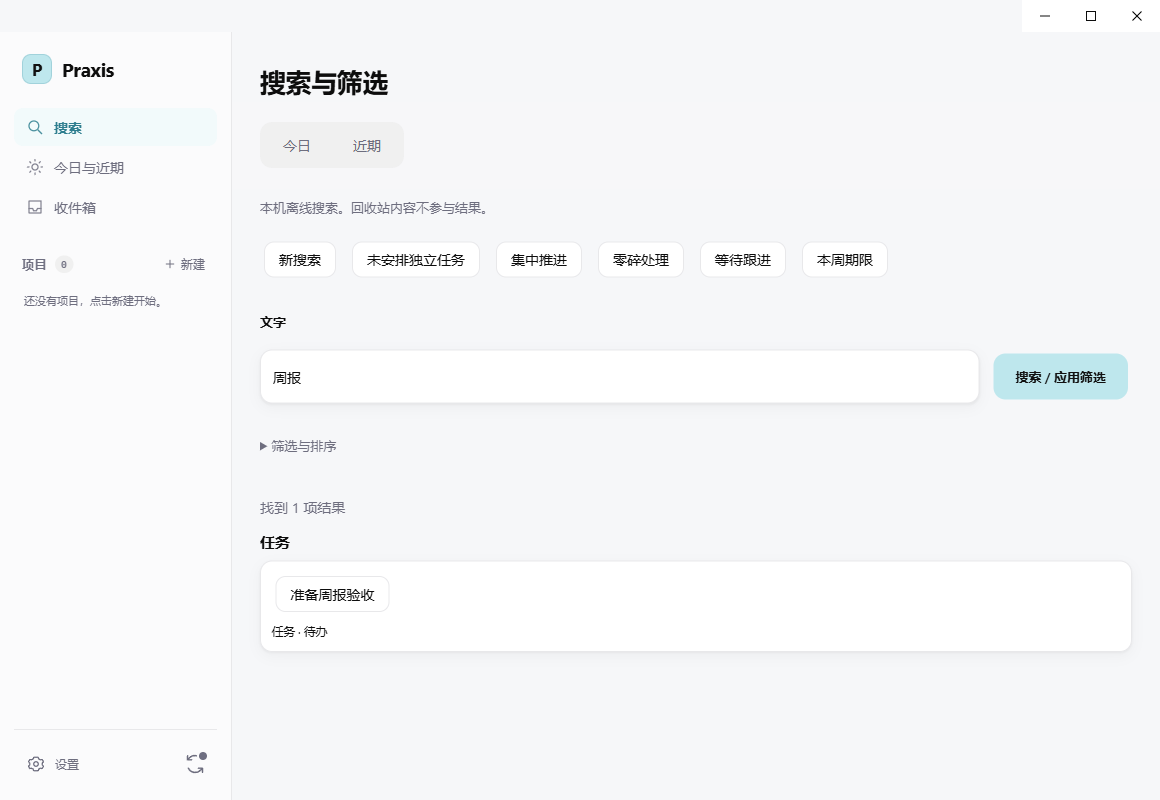 P Praxis
搜索
今日与近期
收件箱
项目 0 + 新建
还没有项目，点击新建开始。
设置
搜索与筛选
今日 近期
本机离线搜索。回收站内容不参与结果。
新搜索 未安排独立任务 集中推进 零碎处理 等待跟进 本周期限
文字
周报 搜索 / 应用筛选
筛选与排序
找到 1 项结果
任务
准备周报验收
任务 · 待办